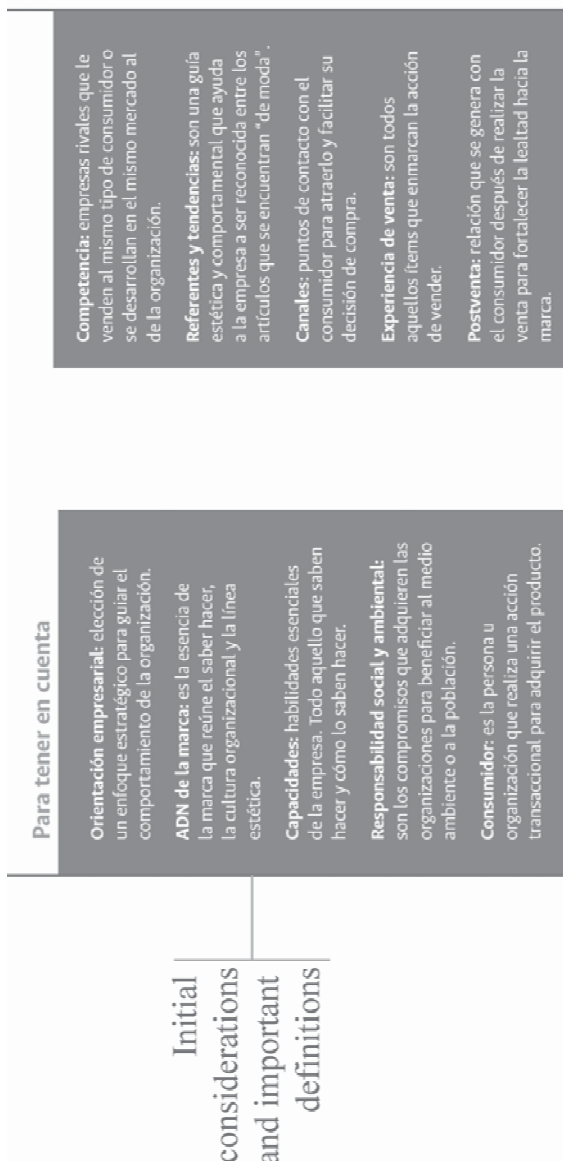 Initial
considerations
and important
definitions
Para tener en cuenta
Orientación empresarial: elección de
un enfoque estratégico para guiar el
comportamiento de la organización.
ADN de la marca: es la esencia de
la marca que reúne el saber hacer,
la cultura organizacional y la línea
estética.
Capacidades: habilidades esenciales
de la empresa. Todo aquello que saben
hacer y cómo lo saben hacer.
Responsabilidad social y ambiental:
son los compromisos que adquieren las
organizaciones para beneficiar al medio
ambiente o a la población.
Consumidor: es la persona u
organización que realiza una acción
transaccional para adquirir el producto.
Competencia: empresas rivales que le
venden al mismo tipo de consumidor o
se desarrollan en el mismo mercado al
de la organización.
Referentes y tendencias: son una guía
estética y comportamental que ayuda
a la empresa a ser reconocida entre los
artículos que se encuentran “de moda”.
Canales: puntos de contacto con el
consumidor para atraerlo y facilitar su
decisión de compra.
Experiencia de venta: son todos
aquellos ítems que enmarcan la acción
de vender.
Postventa: relación que se genera con
el consumidor después de realizar la
venta para fortalecer la lealtad hacia la
marca.